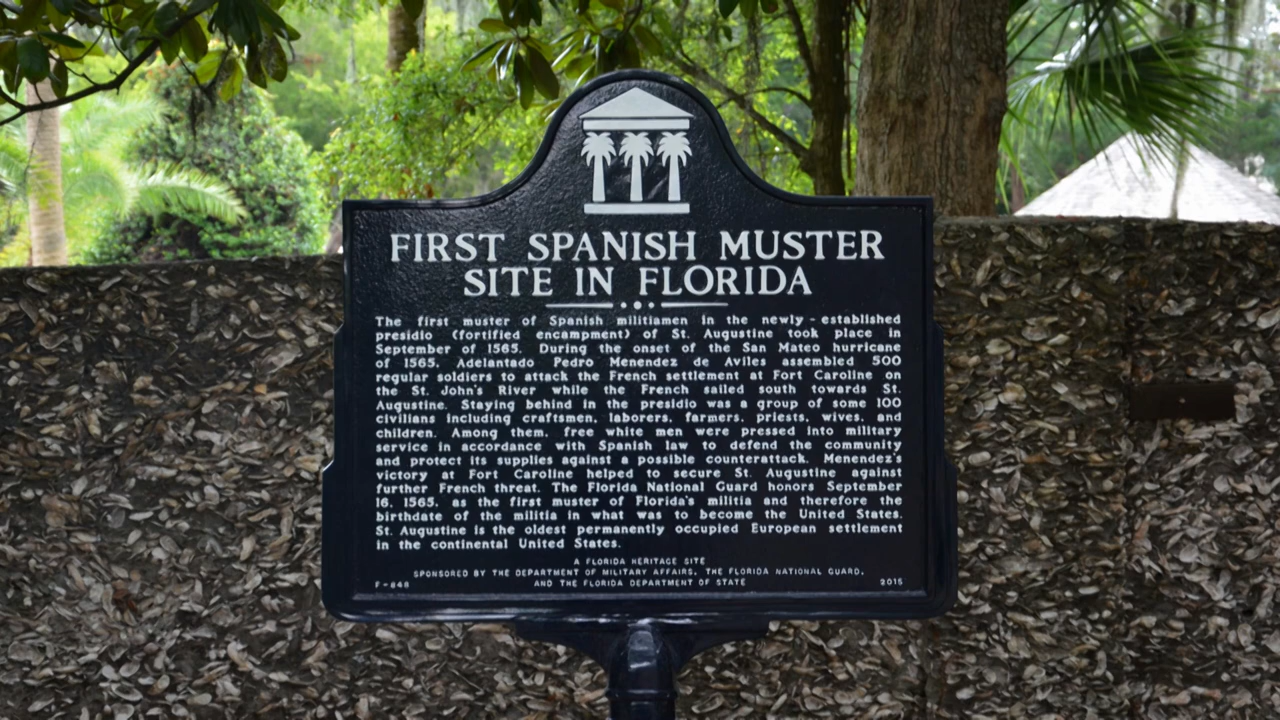 FIRST SPANISH MUSTER
SITE IN FLORIDA
The first muster of Spanish militiamen in the newly-established
presidio (fortified encampment) of St. Augustine took place in
September of 1565. During the onset of the San Mateo hurricane
of 1565, Adelantado Pedro Menendez de Aviles assembled 500
regular soldiers to attack the French settlement at Fort Caroline on
the St. John's River while the French sailed south towards St.
Augustine. Staying behind in the presidio was a group of some 100
civilians including craftsmen, laborers, farmers, priests, wives, and
children. Among them, free white men were pressed into military
service in accordance with Spanish law to defend the community
and protect its supplies against a possible counterattack. Menendez's
victory at Fort Caroline helped to secure St. Augustine against
further French threat. The Florida National Guard honors September
16, 1565, as the first muster of Florida's militia and therefore the
birthdate of the militia in what was to become the United States.
St. Augustine is the oldest permanently occupied European settlement
in the continental United States.
A FLORIDA HERITAGE SITE
SPONSORED BY THE DEPARTMENT OF MILITARY AFFAIRS, THE FLORIDA NATIONAL GUARD,
AND THE FLORIDA DEPARTMENT OF STATE
F-848 2015